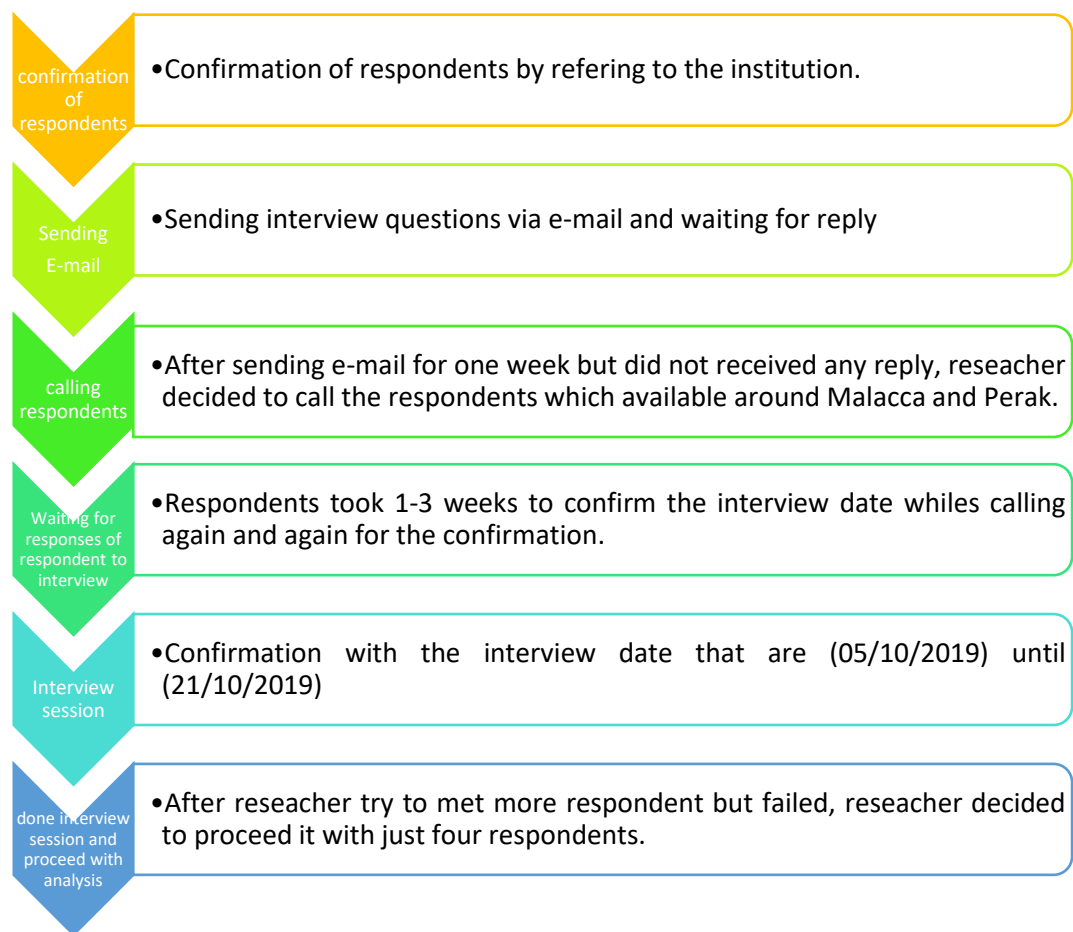 confirmation
of
respondents
•Confirmation of respondents by refering to the institution.
Sending
E-mail
•Sending interview questions via e-mail and waiting for reply
calling
respondents
•After sending e-mail for one week but did not received any reply, reseacher
decided to call the respondents which available around Malacca and Perak.
Waiting for
responses of
respondent to
interview
•Respondents took 1-3 weeks to confirm the interview date whiles calling
again and again for the confirmation.
Interview
session
•Confirmation with the interview date that are (05/10/2019) until
(21/10/2019)
done interview
session and
proceed with
analysis
•After reseacher try to met more respondent but failed, reseacher decided
to proceed it with just four respondents.